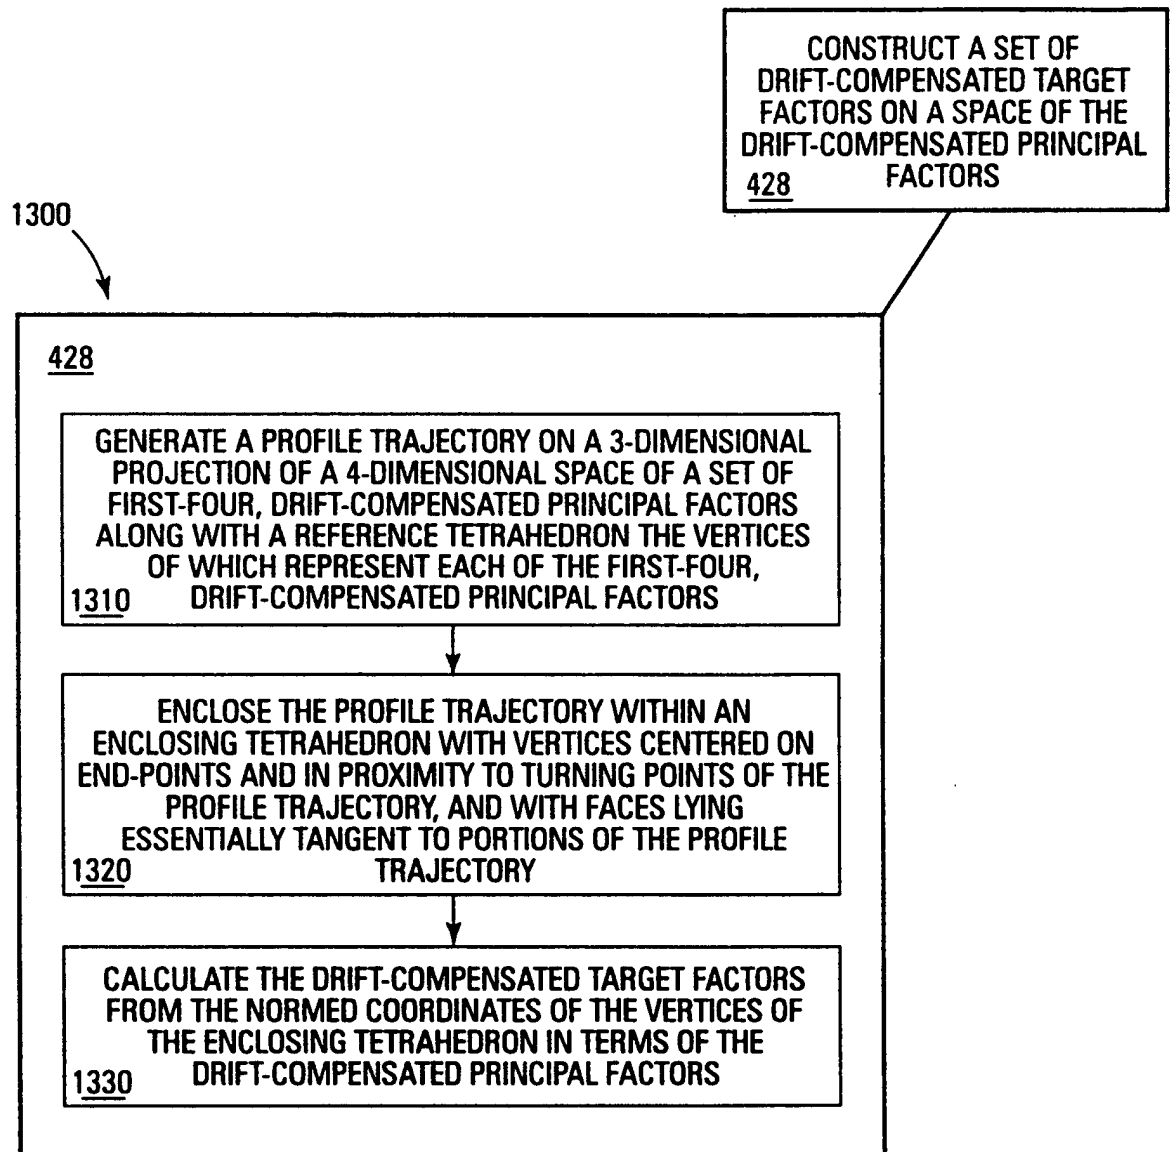 CONSTRUCT A SET OF
DRIFT-COMPENSATED TARGET
FACTORS ON A SPACE OF THE
DRIFT-COMPENSATED PRINCIPAL
428 FACTORS
1300
428
GENERATE A PROFILE TRAJECTORY ON A 3-DIMENSIONAL
PROJECTION OF A 4-DIMENSIONAL SPACE OF A SET OF
FIRST-FOUR, DRIFT-COMPENSATED PRINCIPAL FACTORS
ALONG WITH A REFERENCE TETRAHEDRON THE VERTICES
OF WHICH REPRESENT EACH OF THE FIRST-FOUR,
1310 DRIFT-COMPENSATED PRINCIPAL FACTORS
ENCLOSE THE PROFILE TRAJECTORY WITHIN AN
ENCLOSING TETRAHEDRON WITH VERTICES CENTERED ON
END-POINTS AND IN PROXIMITY TO TURNING POINTS OF THE
PROFILE TRAJECTORY, AND WITH FACES LYING
ESSENTIALLY TANGENT TO PORTIONS OF THE PROFILE
1320 TRAJECTORY
CALCULATE THE DRIFT-COMPENSATED TARGET FACTORS
FROM THE NORMED COORDINATES OF THE VERTICES OF
THE ENCLOSING TETRAHEDRON IN TERMS OF THE
1330 DRIFT-COMPENSATED PRINCIPAL FACTORS